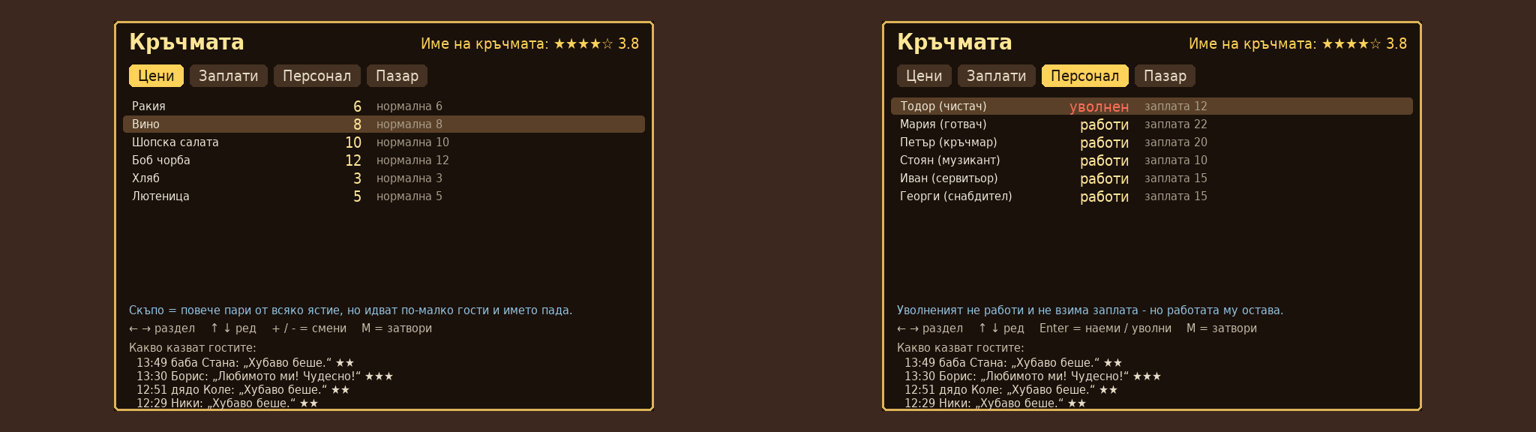 Кръчмата Име на кръчмата: ★★★★☆ 3.8
Цени Заплати Персонал Пазар
Ракия 6 нормална 6
Вино 8 нормална 8
Шопска салата 10 нормална 10
Боб чорба 12 нормална 12
Хляб 3 нормална 3
Лютеница 5 нормална 5
Скъпо = повече пари от всяко ястие, но идват по-малко гости и името пада.
← → раздел ↑ ↓ ред + / - = смени М = затвори
Какво казват гостите:
13:49 баба Стана: „Хубаво беше.“ ★★
13:30 Борис: „Любимото ми! Чудесно!“ ★★★
12:51 дядо Коле: „Хубаво беше.“ ★★
12:29 Ники: „Хубаво беше.“ ★★
Кръчмата Име на кръчмата: ★★★★☆ 3.8
Цени Заплати Персонал Пазар
Тодор (чистач) уволнен заплата 12
Мария (готвач) работи заплата 22
Петър (кръчмар) работи заплата 20
Стоян (музикант) работи заплата 10
Иван (сервитьор) работи заплата 15
Георги (снабдител) работи заплата 15
Уволненият не работи и не взима заплата - но работата му остава.
← → раздел ↑ ↓ ред Enter = наеми / уволни М = затвори
Какво казват гостите:
13:49 баба Стана: „Хубаво беше.“ ★★
13:30 Борис: „Любимото ми! Чудесно!“ ★★★
12:51 дядо Коле: „Хубаво беше.“ ★★
12:29 Ники: „Хубаво беше.“ ★★